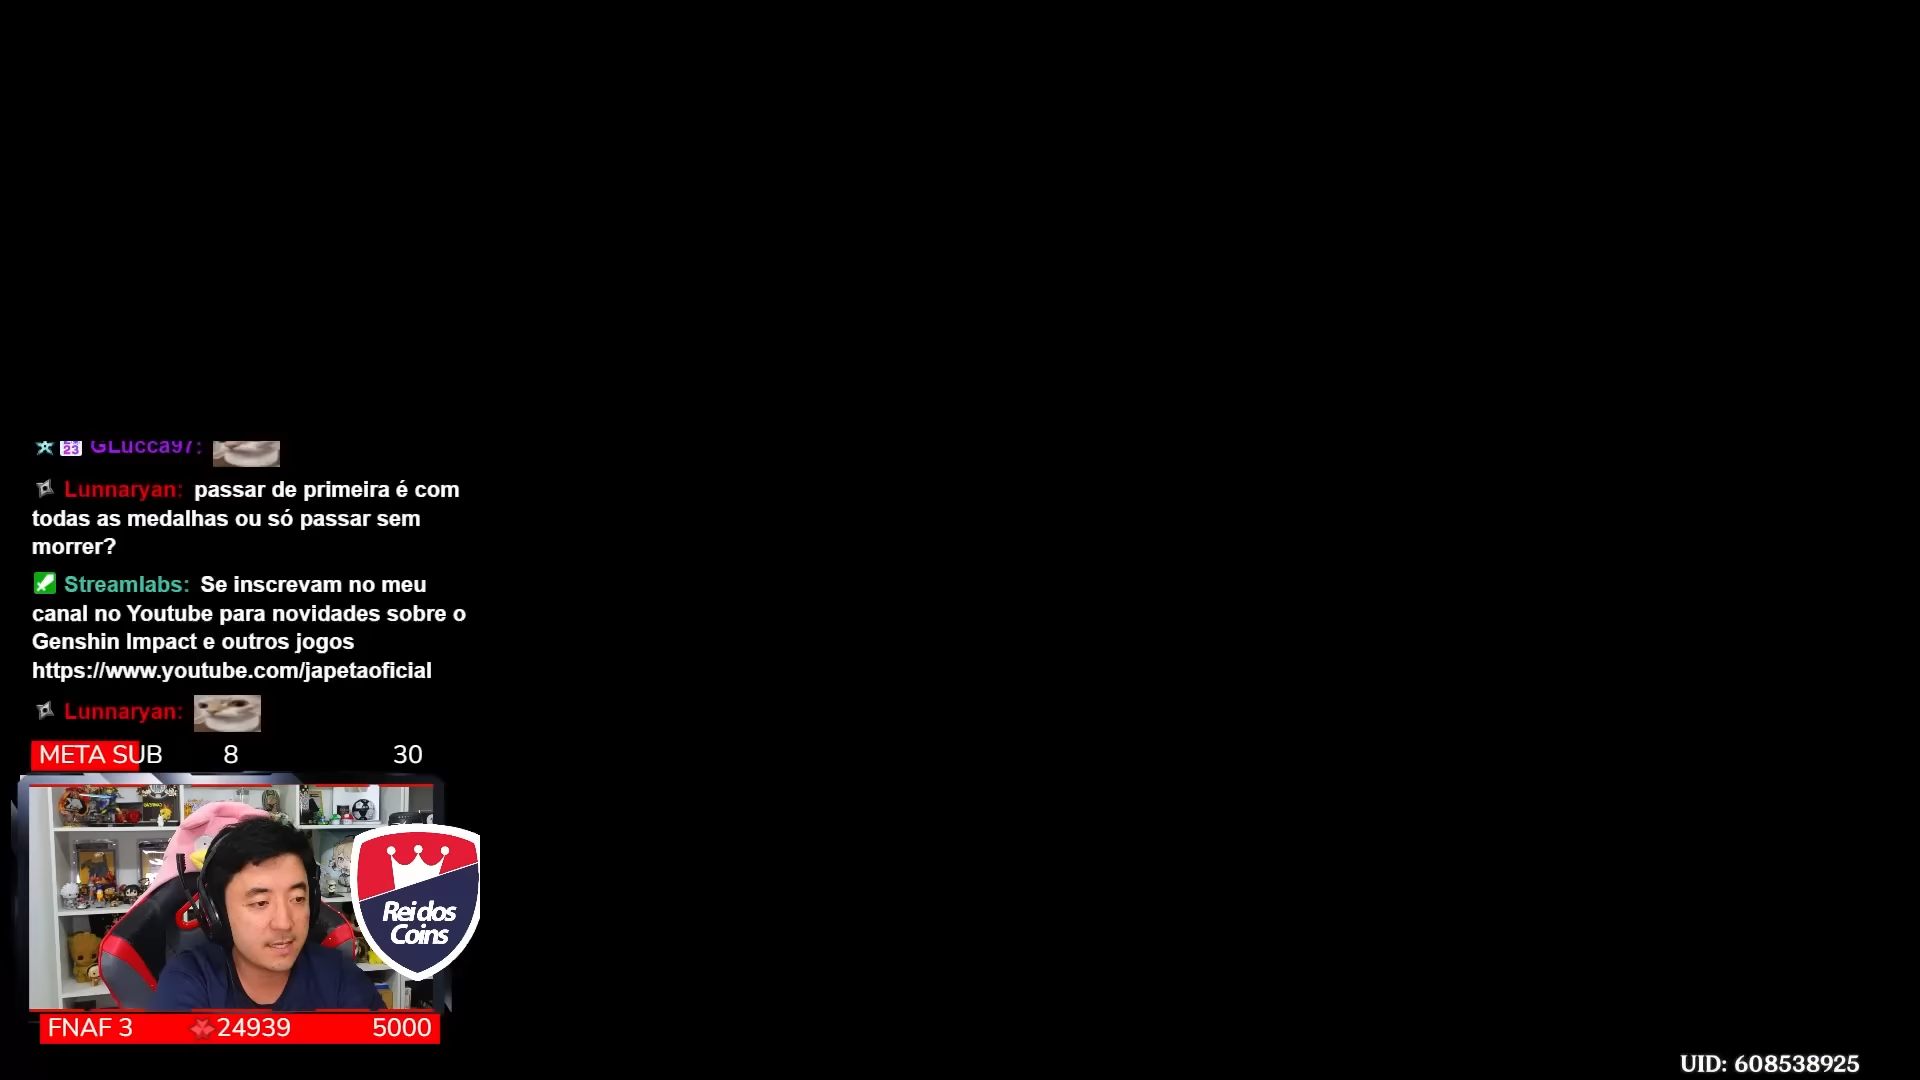 23 GLucca97:
Lunnaryan: passar de primeira é com
todas as medalhas ou só passar sem
morrer?
Streamlabs: Se inscrevam no meu
canal no Youtube para novidades sobre o
Genshin Impact e outros jogos
https://www.youtube.com/japetaoficial
Lunnaryan:
META SUB 8 30
Rei dos
Coins
FNAF 3 24939 5000
UID: 608538925